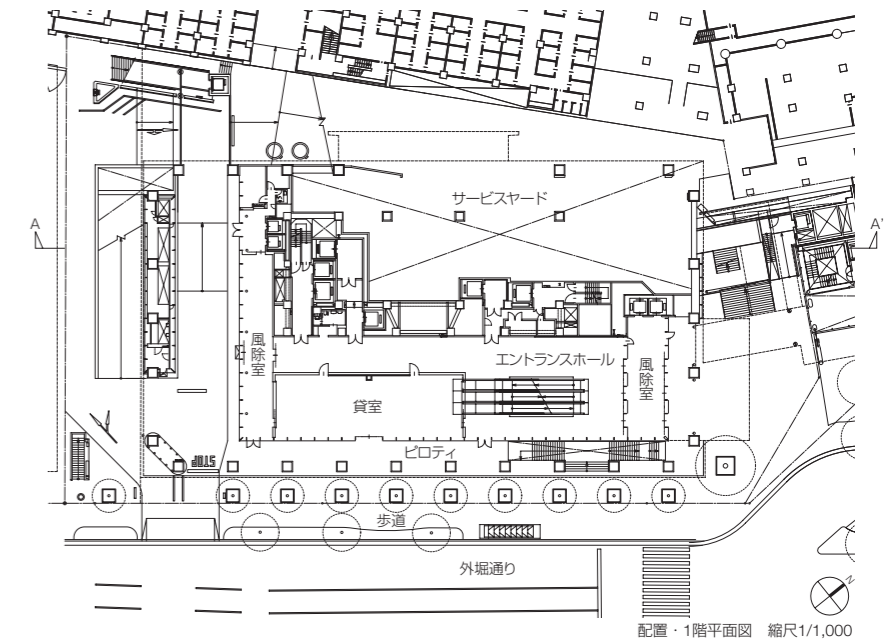 サービスヤード
A
A'
風除室
エントランスホール
風除室
貸室
ピロティ
STOP
歩道
外堀通り
N
配置・1階平面図 縮尺1/1,000